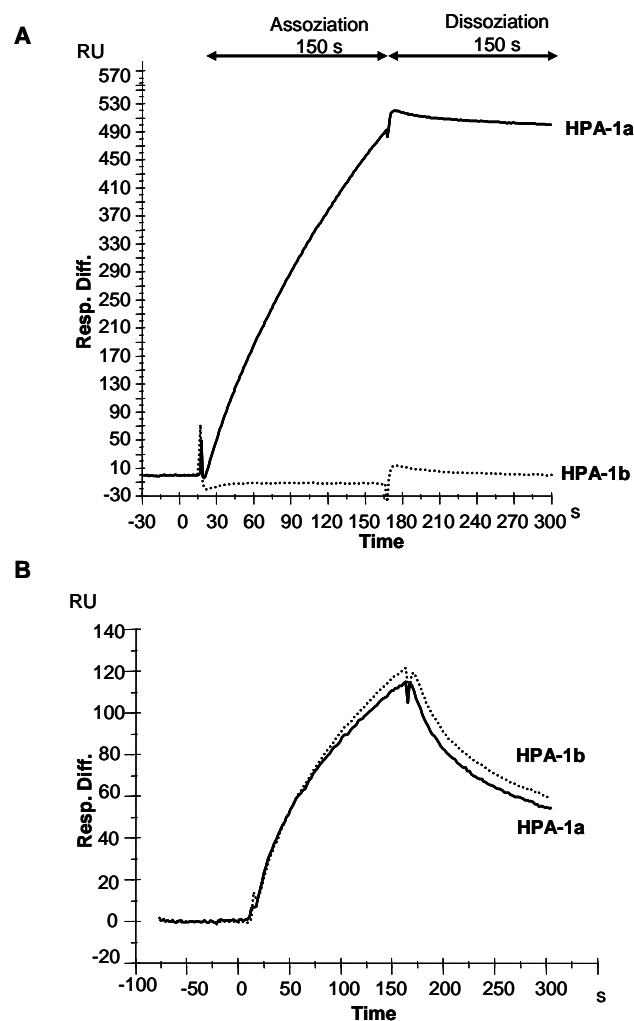 A
RU
Assoziation
150 s
Dissoziation
150 s
570
530
490
450
410
370
330
290
250
210
170
130
90
50
10
-30
Resp. Diff.
HPA-1a
HPA-1b
-30 0 30 60 90 120 150 180 210 240 270 300 s
Time
B
RU
140
120
100
80
60
40
20
0
-20
Resp. Diff.
HPA-1b
HPA-1a
-100 -50 0 50 100 150 200 250 300 s
Time